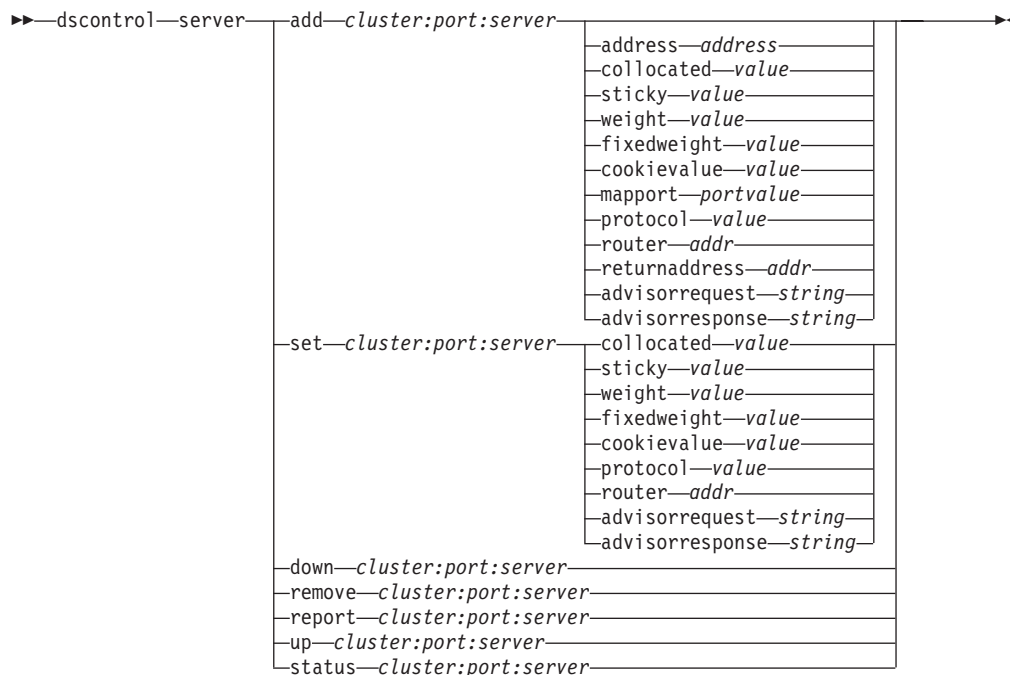 dscontrol server add cluster:port:server
address address
collocated value
sticky value
weight value
fixedweight value
cookievalue value
mapport portvalue
protocol value
router addr
returnaddress addr
advisorrequest string
advisorresponse string
set cluster:port:server collocated value
sticky value
weight value
fixedweight value
cookievalue value
protocol value
router addr
advisorrequest string
advisorresponse string
down cluster:port:server
remove cluster:port:server
report cluster:port:server
up cluster:port:server
status cluster:port:server